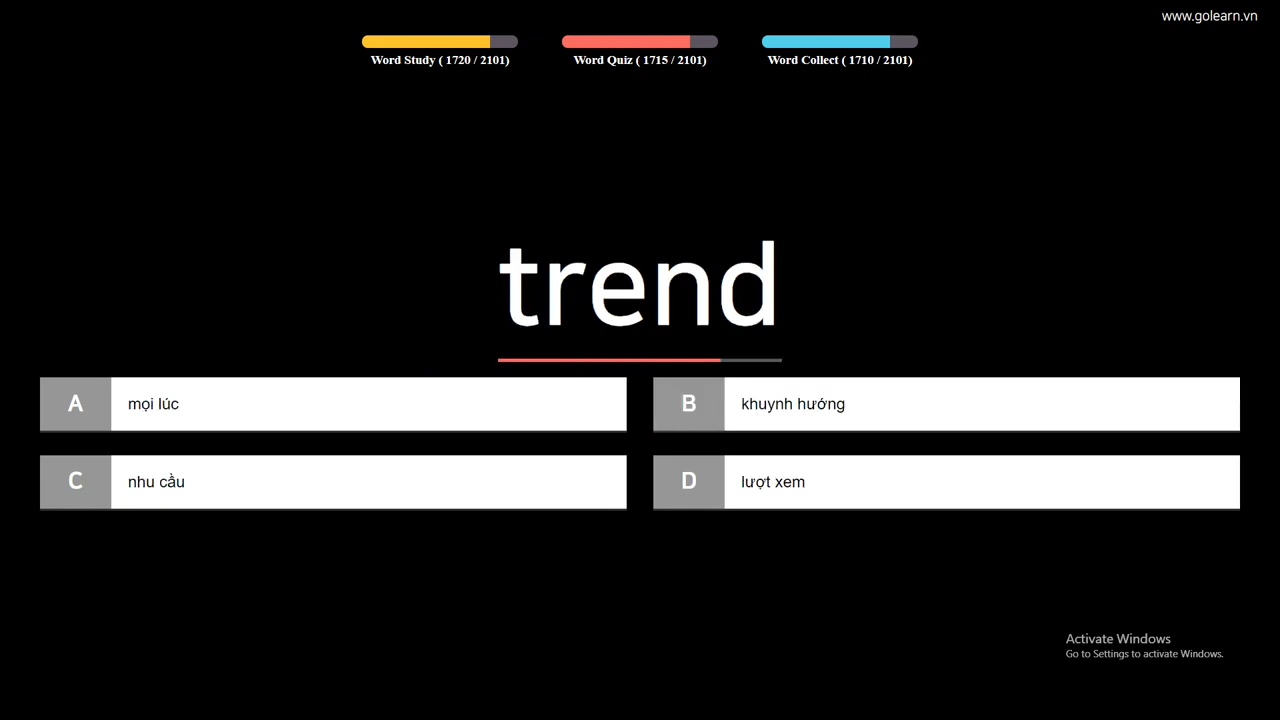 www.golearn.vn
Word Study ( 1720 / 2101)
Word Quiz ( 1715 / 2101)
Word Collect ( 1710 / 2101)
trend
A mọi lúc
B khuynh hướng
C nhu cầu
D lượt xem
Activate Windows
Go to Settings to activate Windows.